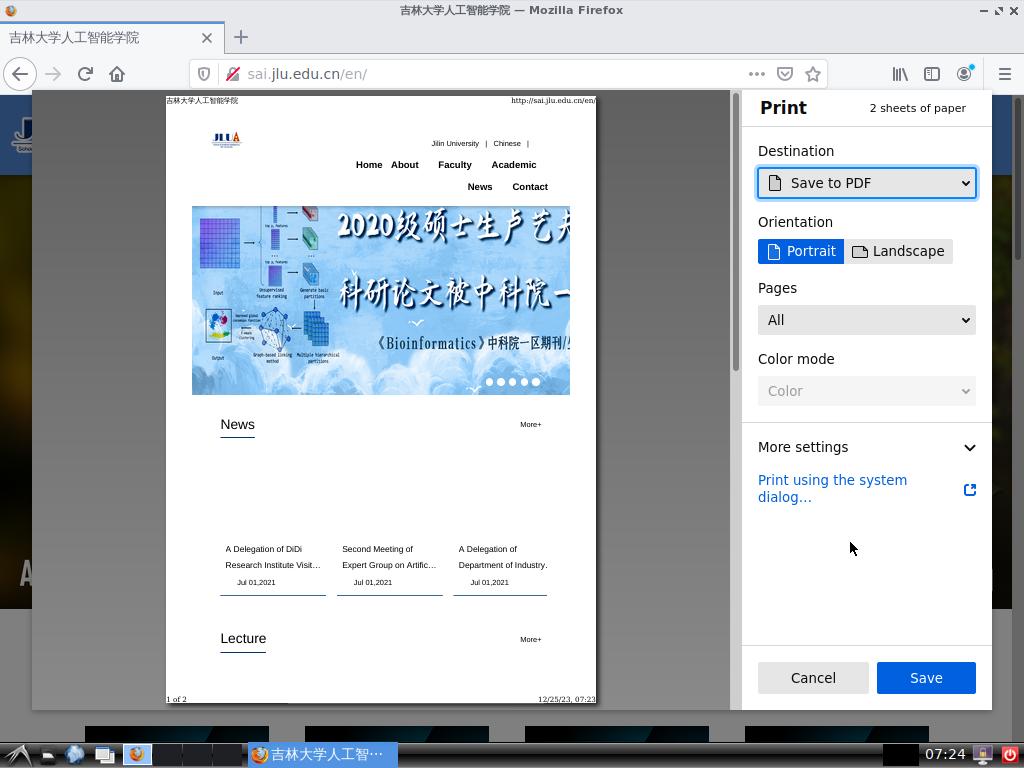 吉林大学人工智能学院 — Mozilla Firefox
吉林大学人工智能学院
sai.jlu.edu.cn/en/
吉林大学人工智能学院
http://sai.jlu.edu.cn/en/
JLU
Jilin University | Chinese |
Home About Faculty Academic
News Contact
2020级硕士生卢艺
科研论文被中科院一
《Bioinformatics》中科院一区期刊/
Input
Unsupervised feature ranking
Generate basic partitions
Output
Graph-based linking method
Multiple hierarchical partitions
News
More+
A Delegation of DiDi
Research Institute Visit…
Jul 01,2021
Second Meeting of
Expert Group on Artific…
Jul 01,2021
A Delegation of
Department of Industry.
Jul 01,2021
Lecture
More+
1 of 2
12/25/23, 07:23
Print
2 sheets of paper
Destination
Save to PDF
Orientation
Portrait
Landscape
Pages
All
Color mode
Color
More settings
Print using the system
dialog…
Cancel
Save
吉林大学人工智…
07:24